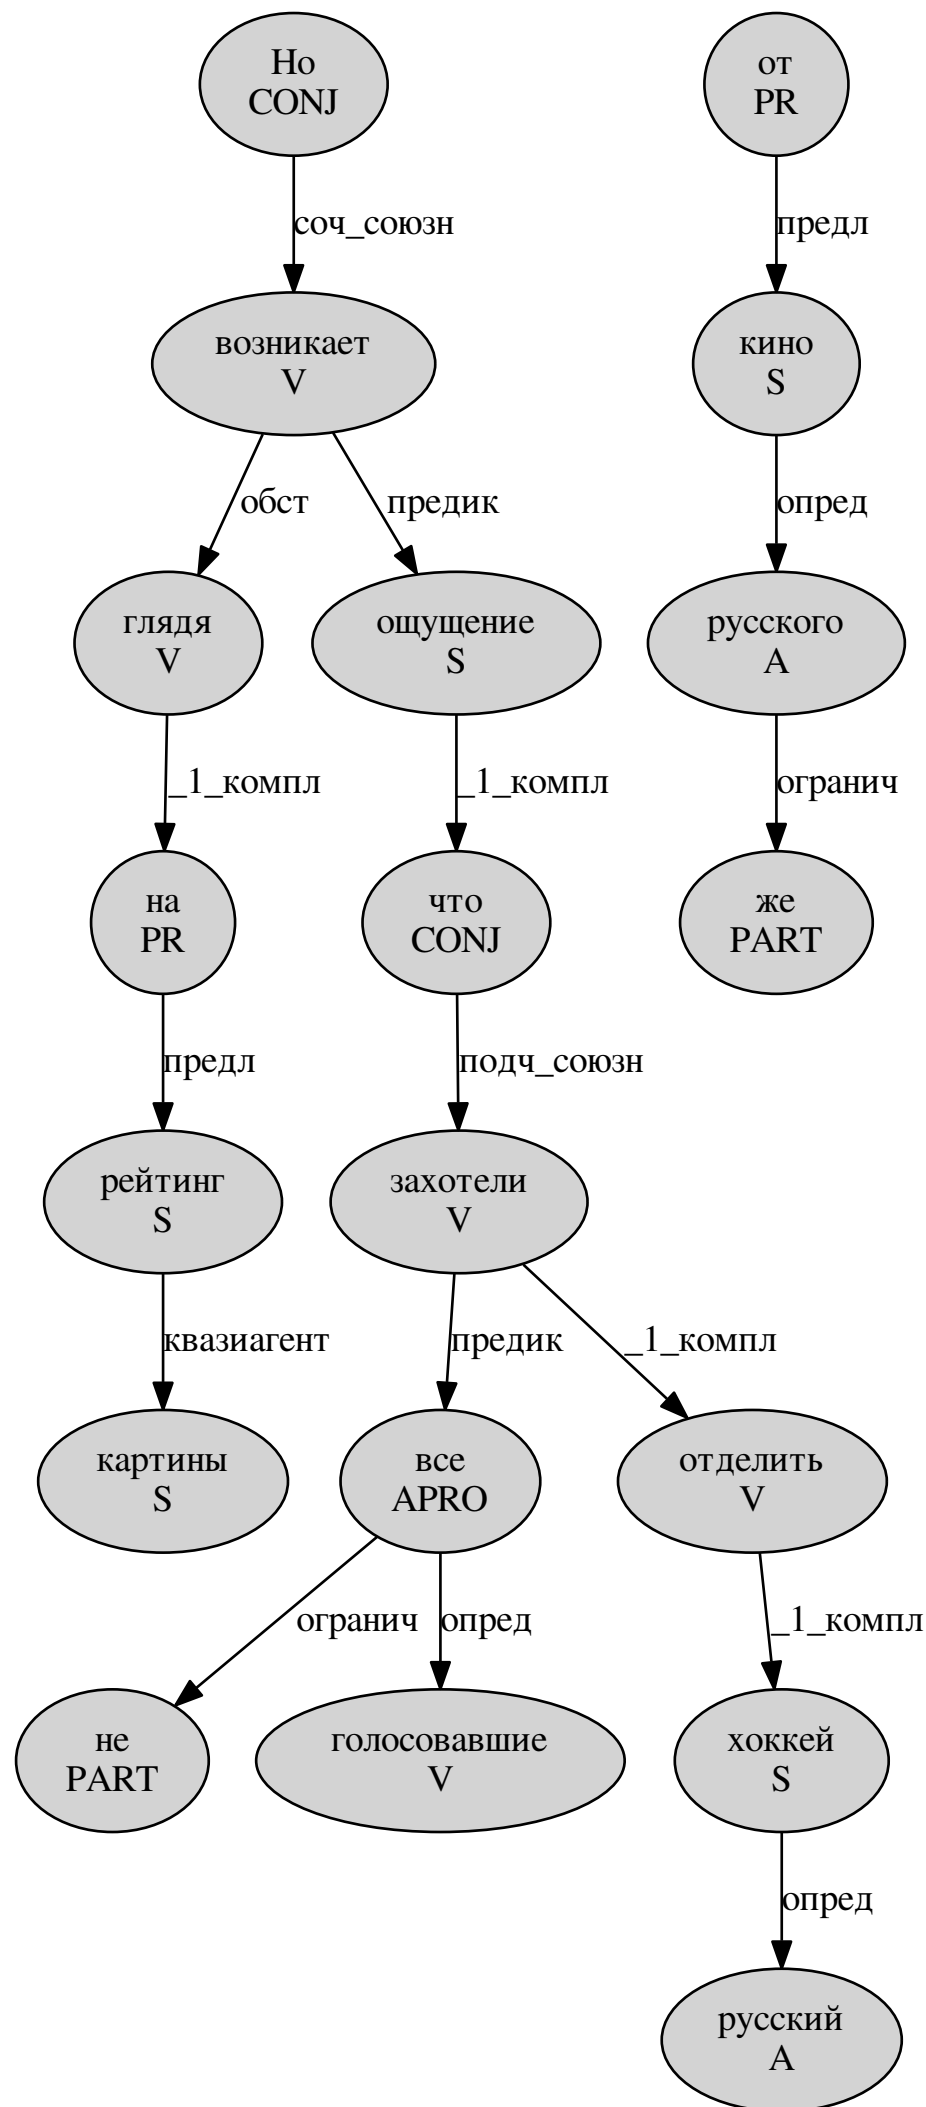 Но
CONJ
от
PR
соч_союзн
предл
возникает
V
кино
S
обст
предик
опред
глядя
V
ощущение
S
русского
A
_1_компл
_1_компл
огранич
на
PR
что
CONJ
же
PART
предл
подч_союзн
рейтинг
S
захотели
V
квазиагент
предик
_1_компл
картины
S
все
APRO
отделить
V
огранич
опред
_1_компл
не
PART
голосовавшие
V
хоккей
S
опред
русский
A